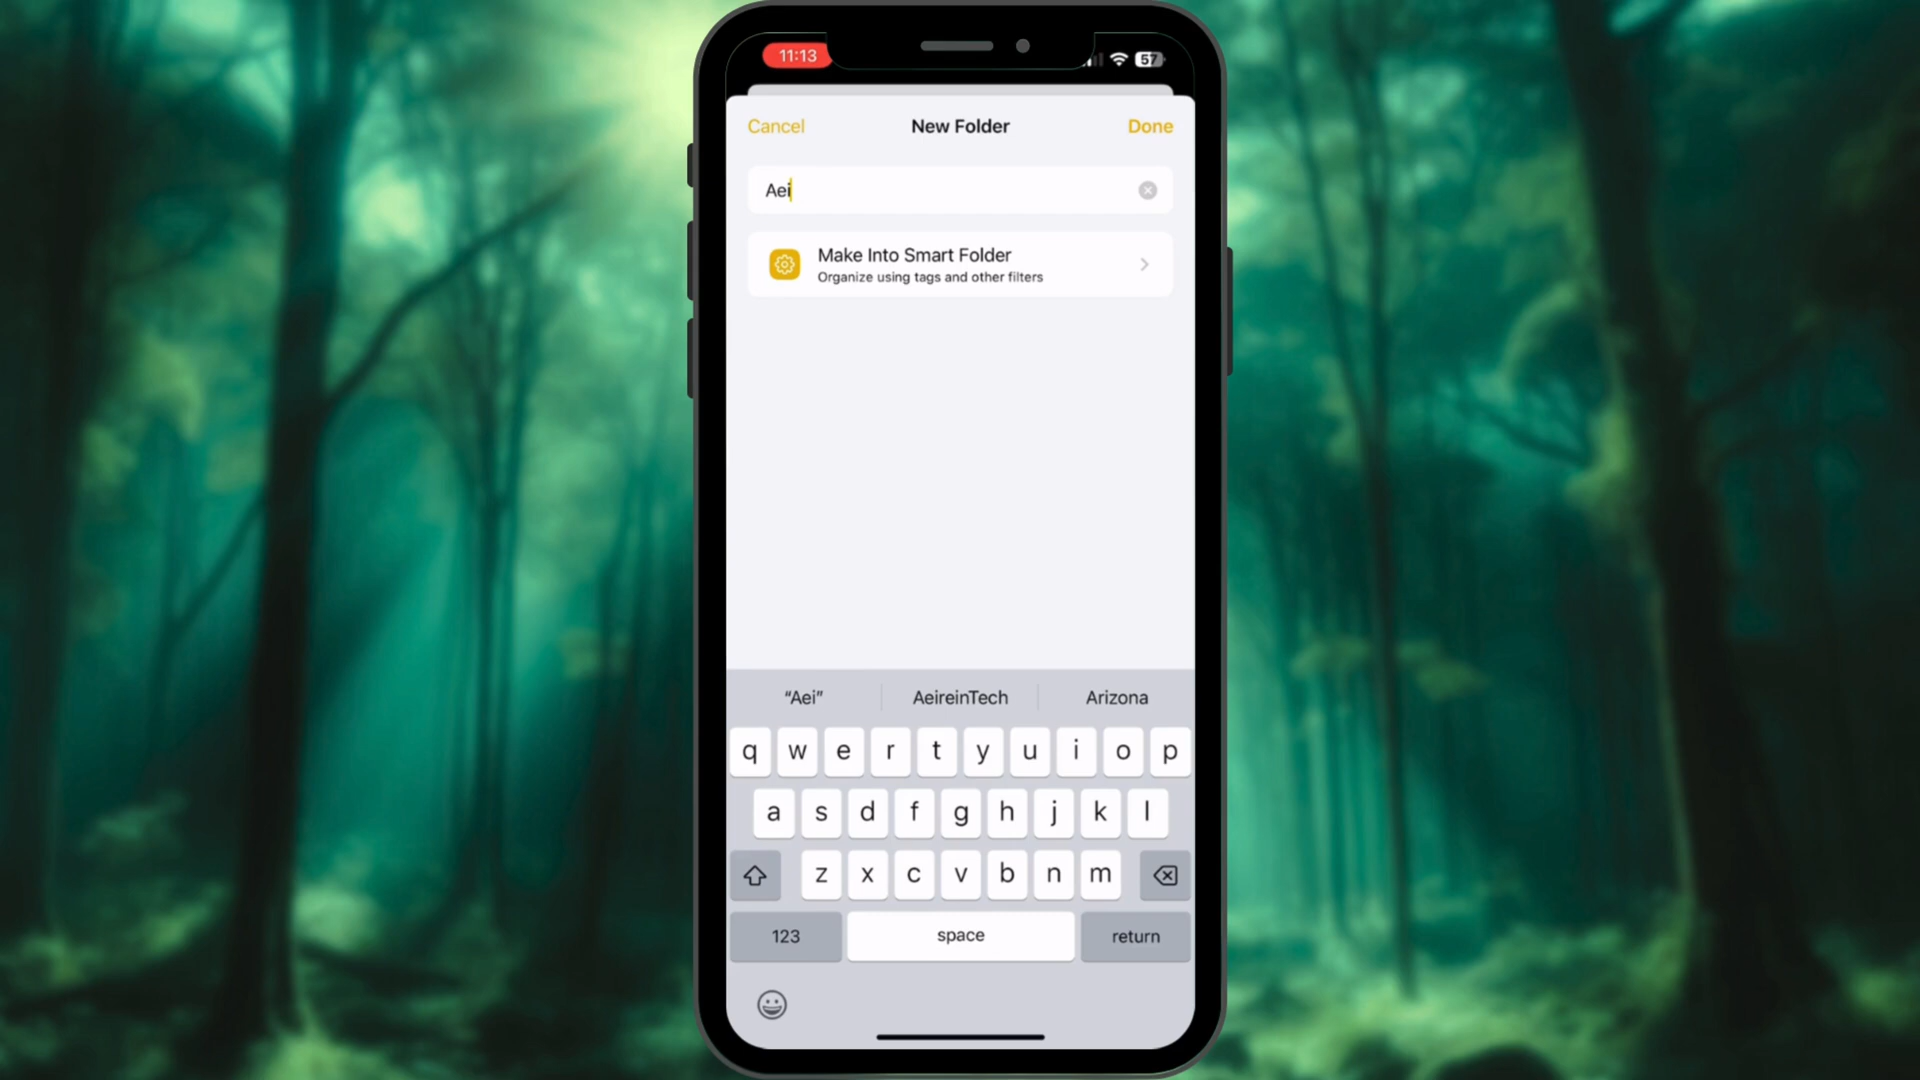 11:13
57
Cancel New Folder Done
Aei
Make Into Smart Folder
Organize using tags and other filters
“Aei” AeireinTech Arizona
q w e r t y u i o p
a s d f g h j k l
z x c v b n m
123 space return